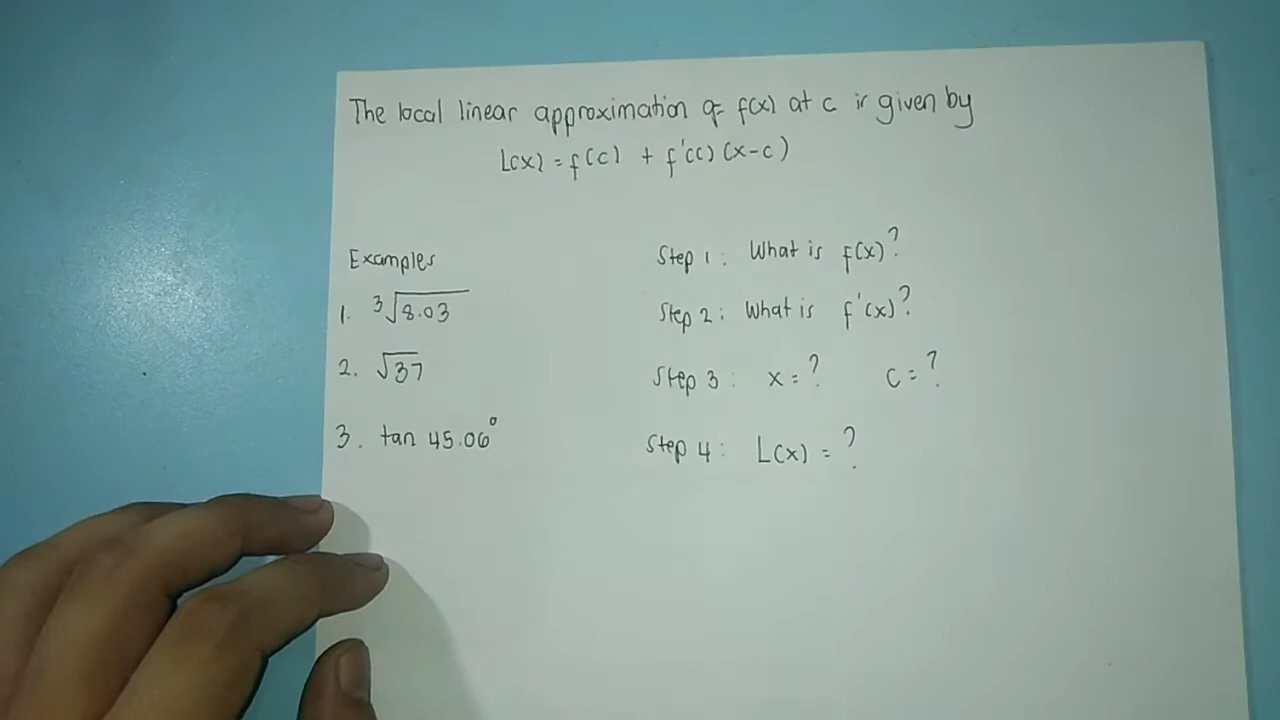 The local linear approximation of f(x) at c is given by
L(x) = f(c) + f'(c) (x-c)
Examples
1. ³√8.03
2. √37
3. tan 45.06°
Step 1: What is f(x)?
Step 2: What is f'(x)?
Step 3: x = ? c = ?
Step 4: L(x) = ?